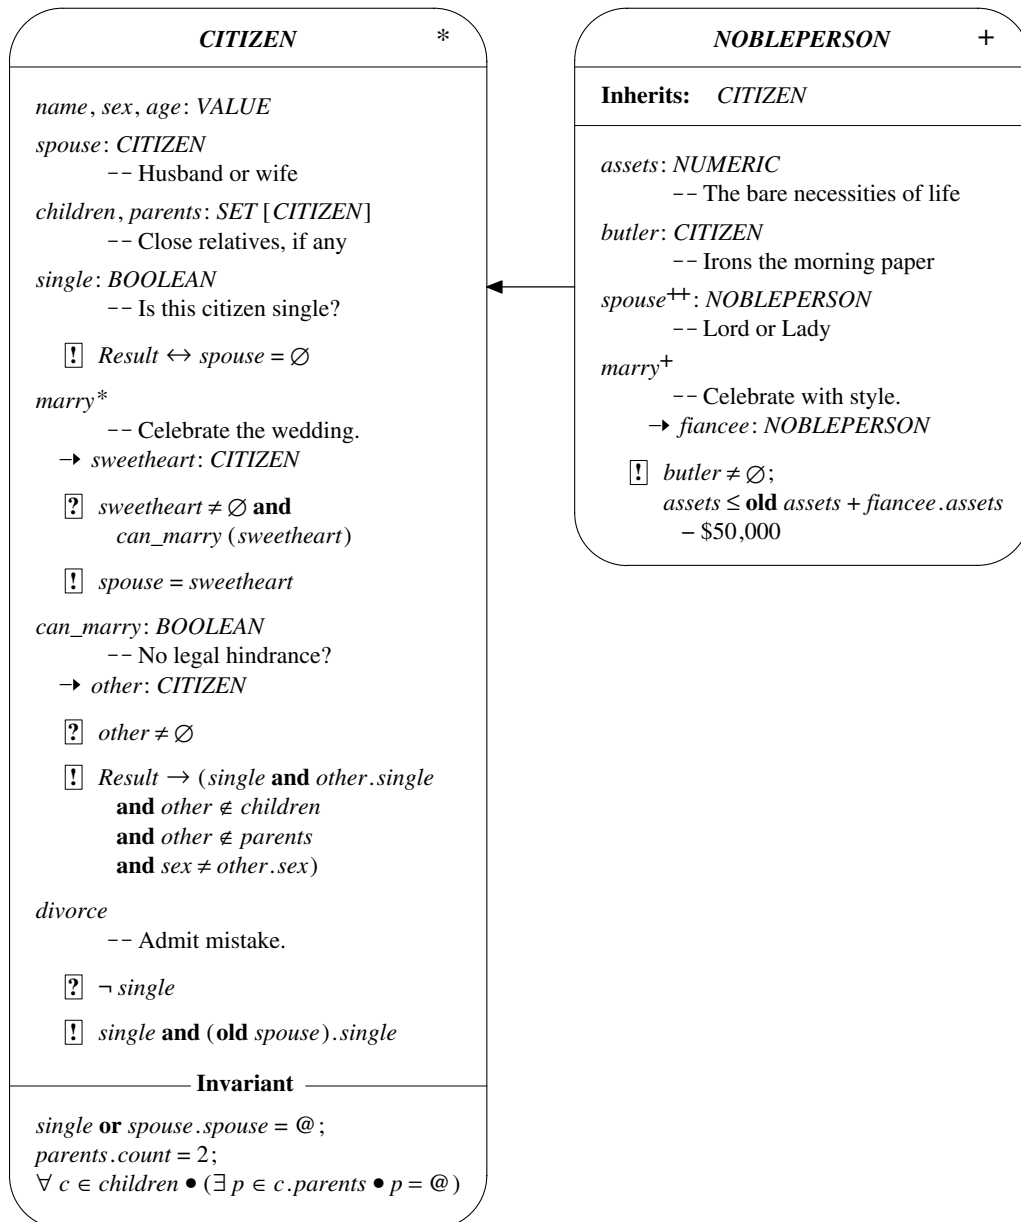 CITIZEN *
name, sex, age: VALUE
spouse: CITIZEN
-- Husband or wife
children, parents: SET [CITIZEN]
-- Close relatives, if any
single: BOOLEAN
-- Is this citizen single?
! Result ↔ spouse = ∅
marry*
-- Celebrate the wedding.
→ sweetheart: CITIZEN
? sweetheart ≠ ∅ and
can_marry (sweetheart)
! spouse = sweetheart
can_marry: BOOLEAN
-- No legal hindrance?
→ other: CITIZEN
? other ≠ ∅
! Result → (single and other.single
and other ∉ children
and other ∉ parents
and sex ≠ other.sex)
divorce
-- Admit mistake.
? ¬ single
! single and (old spouse).single
Invariant
single or spouse.spouse = @;
parents.count = 2;
∀ c ∈ children • (∃ p ∈ c.parents • p = @)
NOBLEPERSON +
Inherits: CITIZEN
assets: NUMERIC
-- The bare necessities of life
butler: CITIZEN
-- Irons the morning paper
spouse++: NOBLEPERSON
-- Lord or Lady
marry+
-- Celebrate with style.
→ fiancee: NOBLEPERSON
! butler ≠ ∅;
assets ≤ old assets + fiancee.assets
− $50,000